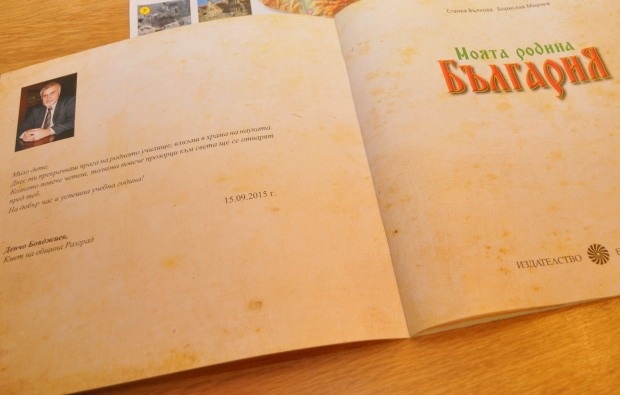 Мило дете,
Днес ти прекрачваш прага на родното училище, влизаш в храма на науката.
Колкото повече четеш, толкова повече прозорци към света ще се отварят
пред теб.
На добър час и успешна учебна година!
15.09.2015 г.
Денчо Бояджиев,
Кмет на община Разград
Станка Вълкова Борислав Мирчев
Моята родина
БЪЛГАРИЯ
ИЗДАТЕЛСТВО